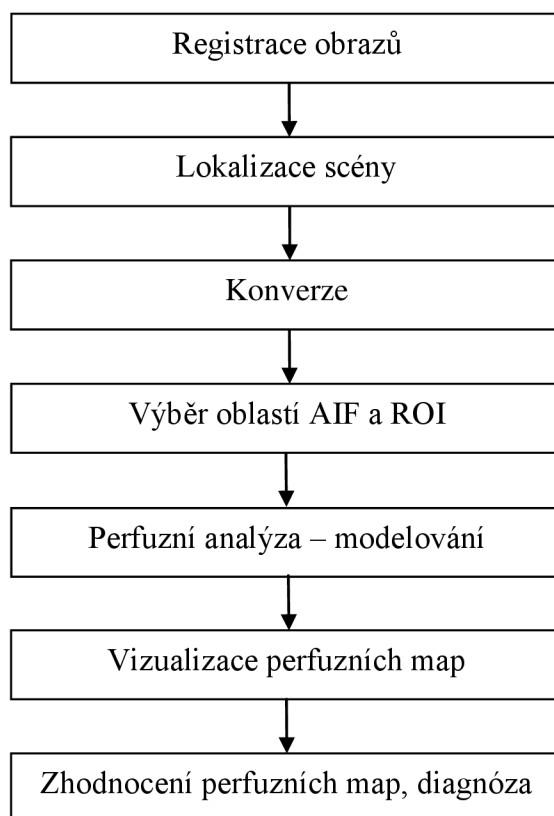 Registrace obrazů
Lokalizace scény
Konverze
Výběr oblastí AIF a ROI
Perfuzní analýza – modelování
Vizualizace perfuzních map
Zhodnocení perfuzních map, diagnóza